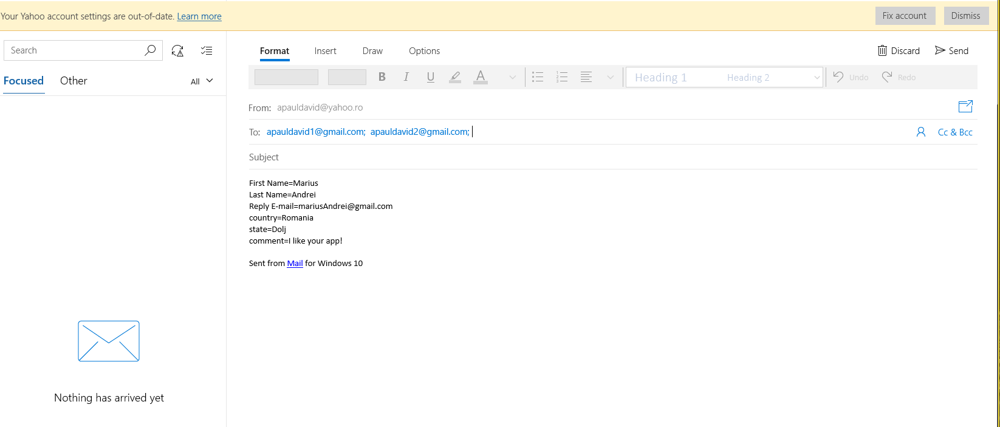 Your Yahoo account settings are out-of-date. Learn more
Fix account
Dismiss
Search
Focused
Other
All
Format
Insert
Draw
Options
Discard
Send
B I U A
Heading 1
Heading 2
Undo
Redo
From: apauldavid@yahoo.ro
To: apauldavid1@gmail.com; apauldavid2@gmail.com;
Cc & Bcc
Subject
First Name=Marius
Last Name=Andrei
Reply E-mail=mariusAndrei@gmail.com
country=Romania
state=Dolj
comment=I like your app!
Sent from Mail for Windows 10
Nothing has arrived yet